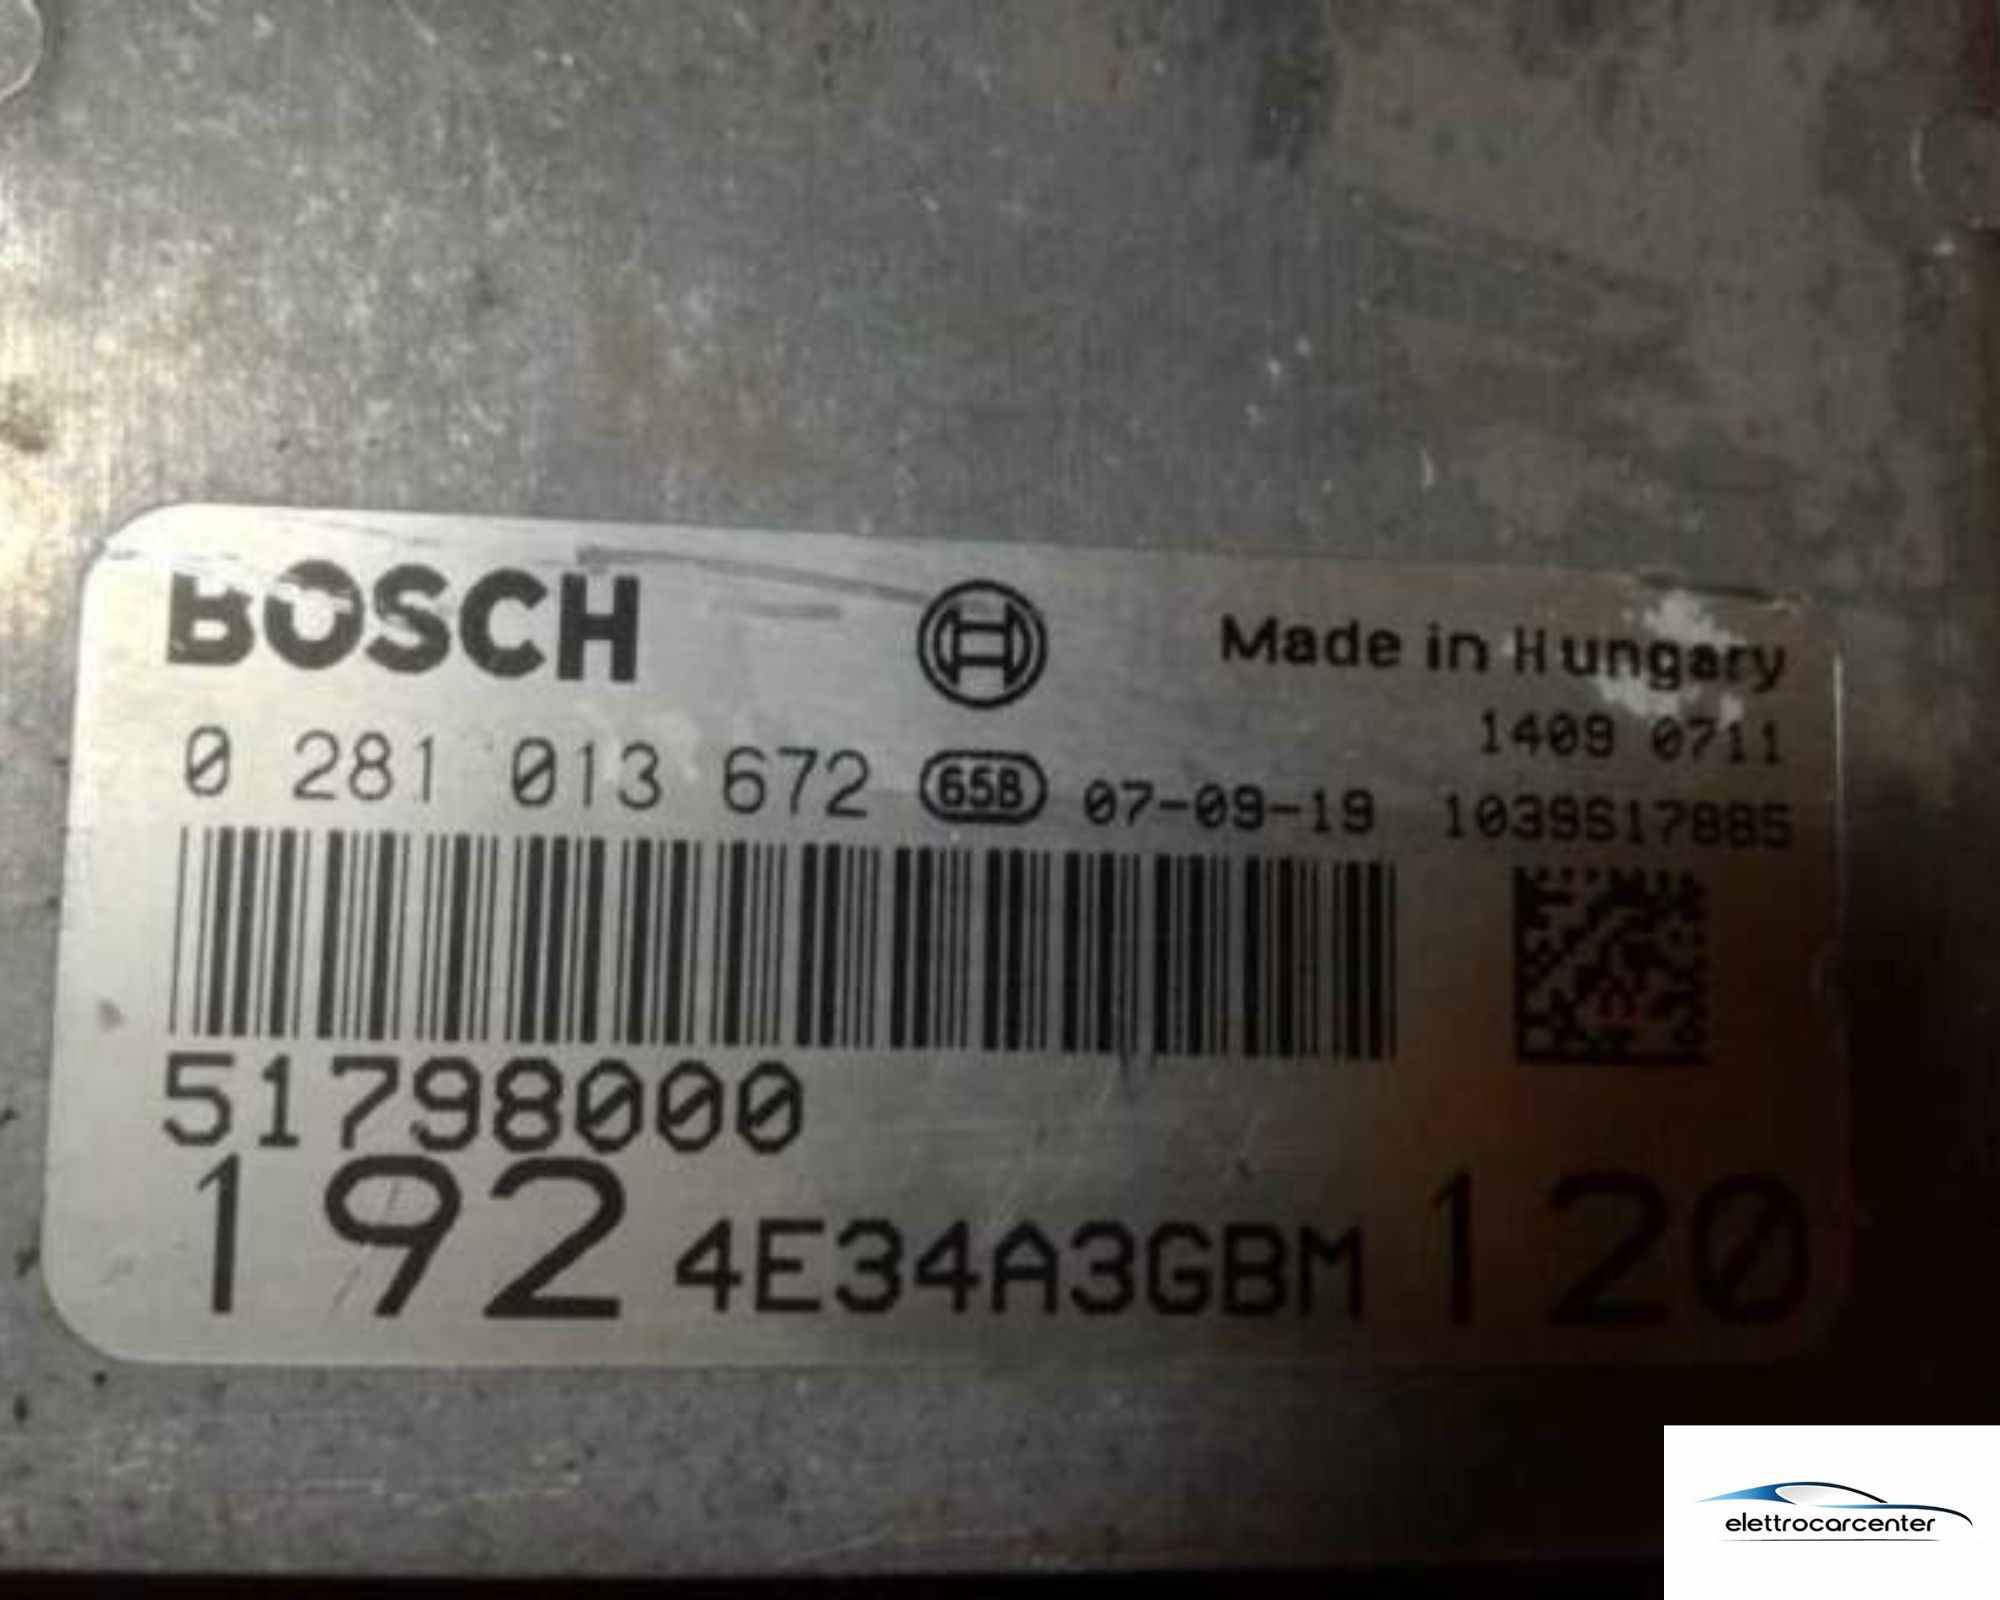 BOSCH
Made in Hungary
1409 0711
0 281 013 672 65B 07-09-19 1039S17885
51798000
192 4E34A3GBM 120
elettrocarcenter